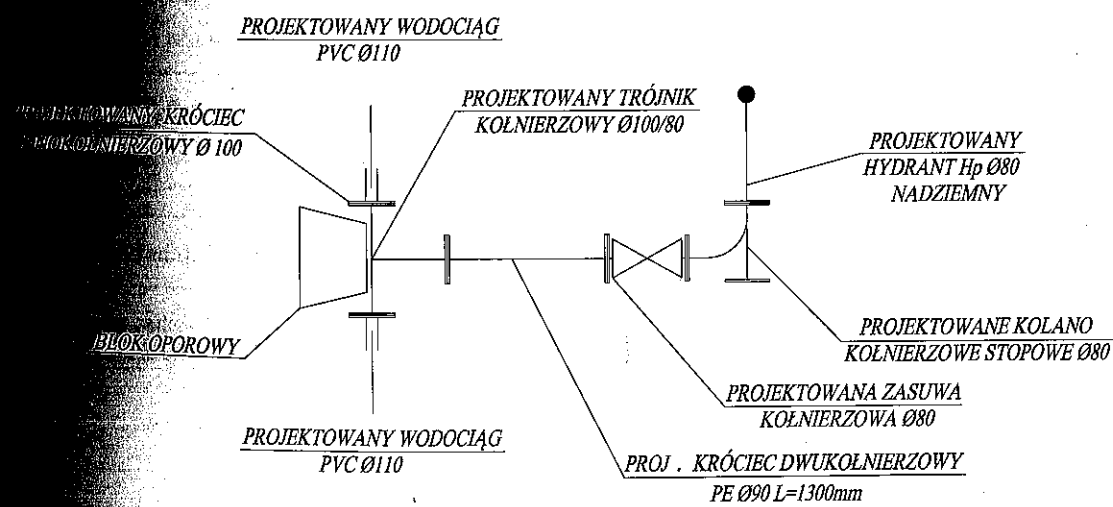 PROJEKTOWANY WODOCIĄG
PVC Ø110
KRÓCIEC
Ø 100
PROJEKTOWANY TRÓJNIK
KOŁNIERZOWY Ø100/80
PROJEKTOWANY
HYDRANT Hp Ø80
NADZIEMNY
BLOK OPOROWY
PROJEKTOWANE KOLANO
KOŁNIERZOWE STOPOWE Ø80
PROJEKTOWANA ZASUWA
KOŁNIERZOWA Ø80
PROJEKTOWANY WODOCIĄG
PVC Ø110
PROJ . KRÓCIEC DWUKOŁNIERZOWY
PE Ø90 L=1300mm